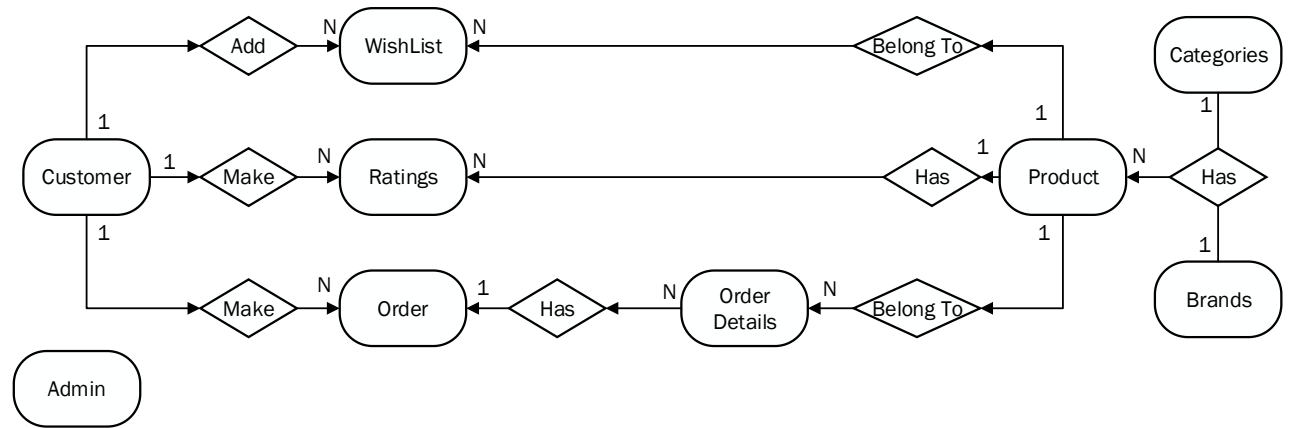 Add
N
WishList
N
Belong To
Categories
1
1
1
Customer
1
Make
N
Ratings
N
Has
1
Product
N
Has
1
1
1
Make
N
Order
1
Has
N
Order
Details
N
Belong To
Brands
Admin